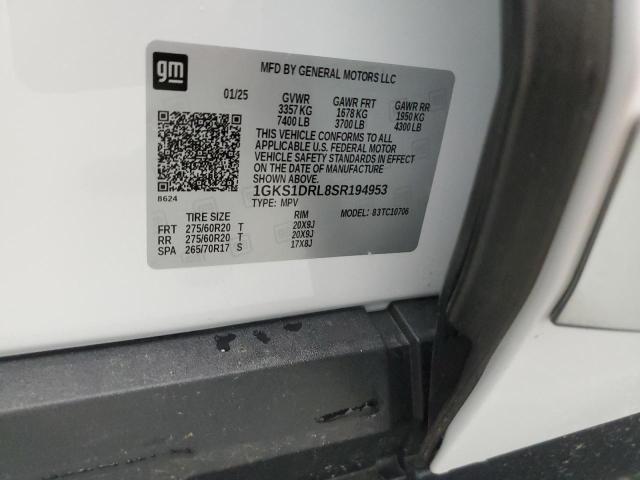 gm
MFD BY GENERAL MOTORS LLC
01/25 GVWR GAWR FRT GAWR RR
3357 KG 1678 KG 1950 KG
7400 LB 3700 LB 4300 LB
THIS VEHICLE CONFORMS TO ALL
APPLICABLE U.S. FEDERAL MOTOR
VEHICLE SAFETY STANDARDS IN EFFECT
ON THE DATE OF MANUFACTURE
SHOWN ABOVE.
1GKS1DRL8SR194953
8624
TYPE: MPV MODEL: 83TC10706
TIRE SIZE RIM
FRT 275/60R20 T 20X9J
RR 275/60R20 T 20X9J
SPA 265/70R17 S 17X8J